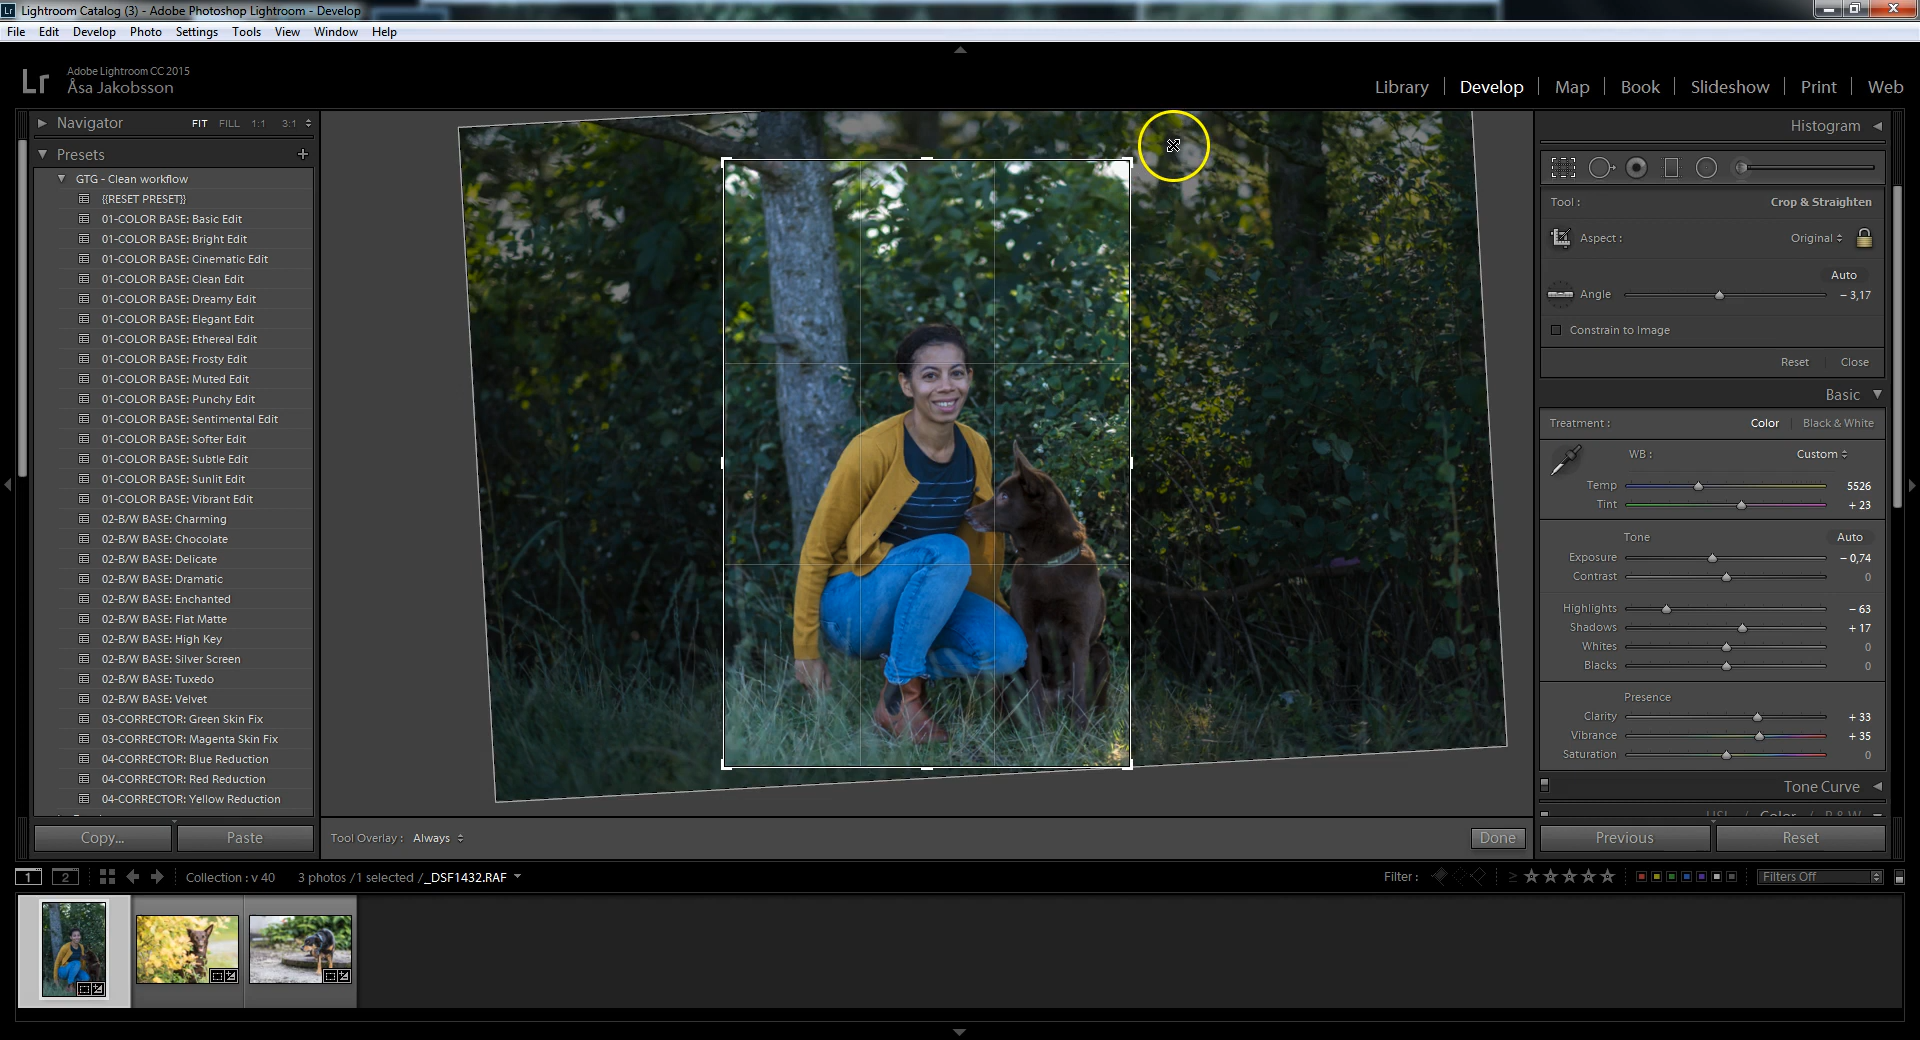 Lr Lightroom Catalog (3) - Adobe Photoshop Lightroom - Develop
File Edit Develop Photo Settings Tools View Window Help
Lr
Adobe Lightroom CC 2015
Åsa Jakobsson
Library Develop Map Book Slideshow Print Web
Navigator FIT FILL 1:1 3:1
Presets +
GTG - Clean workflow
{{RESET PRESET}}
01-COLOR BASE: Basic Edit
01-COLOR BASE: Bright Edit
01-COLOR BASE: Cinematic Edit
01-COLOR BASE: Clean Edit
01-COLOR BASE: Dreamy Edit
01-COLOR BASE: Elegant Edit
01-COLOR BASE: Ethereal Edit
01-COLOR BASE: Frosty Edit
01-COLOR BASE: Muted Edit
01-COLOR BASE: Punchy Edit
01-COLOR BASE: Sentimental Edit
01-COLOR BASE: Softer Edit
01-COLOR BASE: Subtle Edit
01-COLOR BASE: Sunlit Edit
01-COLOR BASE: Vibrant Edit
02-B/W BASE: Charming
02-B/W BASE: Chocolate
02-B/W BASE: Delicate
02-B/W BASE: Dramatic
02-B/W BASE: Enchanted
02-B/W BASE: Flat Matte
02-B/W BASE: High Key
02-B/W BASE: Silver Screen
02-B/W BASE: Tuxedo
02-B/W BASE: Velvet
03-CORRECTOR: Green Skin Fix
03-CORRECTOR: Magenta Skin Fix
04-CORRECTOR: Blue Reduction
04-CORRECTOR: Red Reduction
04-CORRECTOR: Yellow Reduction
Copy... Paste
Tool Overlay : Always
Done
Histogram
Tool : Crop & Straighten
Aspect : Original
Auto
Angle − 3,17
Constrain to Image
Reset Close
Basic
Treatment : Color Black & White
WB : Custom
Temp 5526
Tint + 23
Tone Auto
Exposure − 0,74
Contrast 0
Highlights − 63
Shadows + 17
Whites 0
Blacks 0
Presence
Clarity + 33
Vibrance + 35
Saturation 0
Tone Curve
HSL / Color / B & W
Previous Reset
1 2 Collection : v 40 3 photos /1 selected /_DSF1432.RAF
Filter : ≥ Filters Off